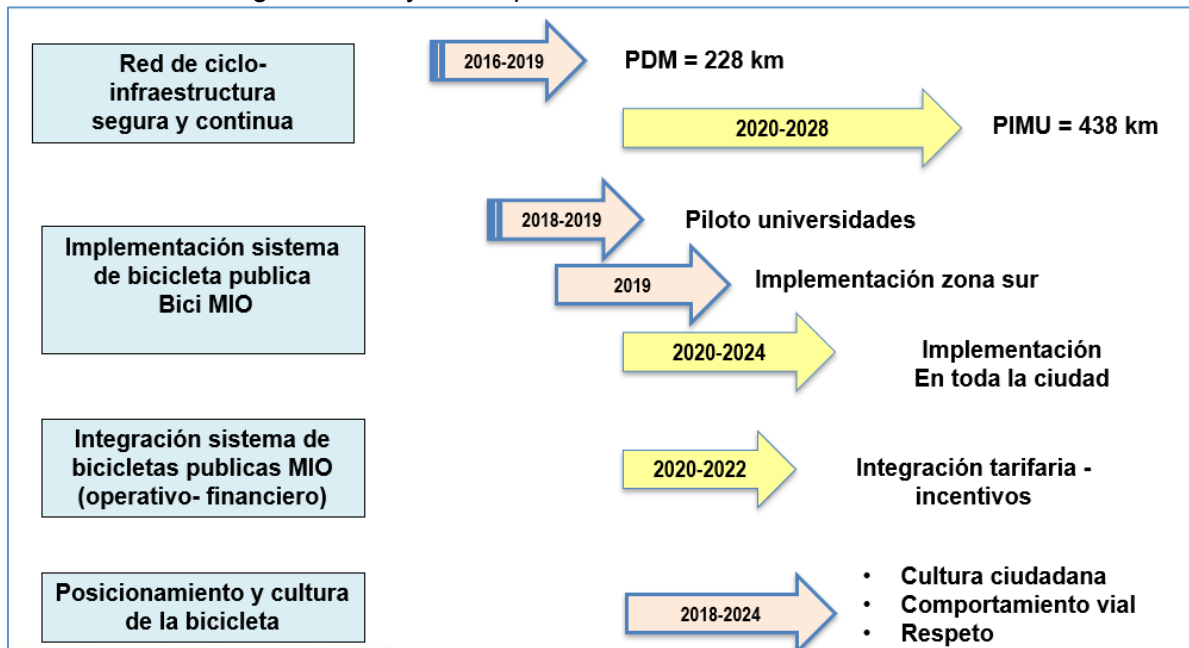 Red de ciclo-
infraestructura
segura y continua
2016-2019
PDM = 228 km
2020-2028
PIMU = 438 km
Implementación sistema
de bicicleta publica
Bici MIO
2018-2019
Piloto universidades
2019
Implementación zona sur
2020-2024
Implementación
En toda la ciudad
Integración sistema de
bicicletas publicas MIO
(operativo- financiero)
2020-2022
Integración tarifaria -
incentivos
Posicionamiento y cultura
de la bicicleta
2018-2024
• Cultura ciudadana
• Comportamiento vial
• Respeto